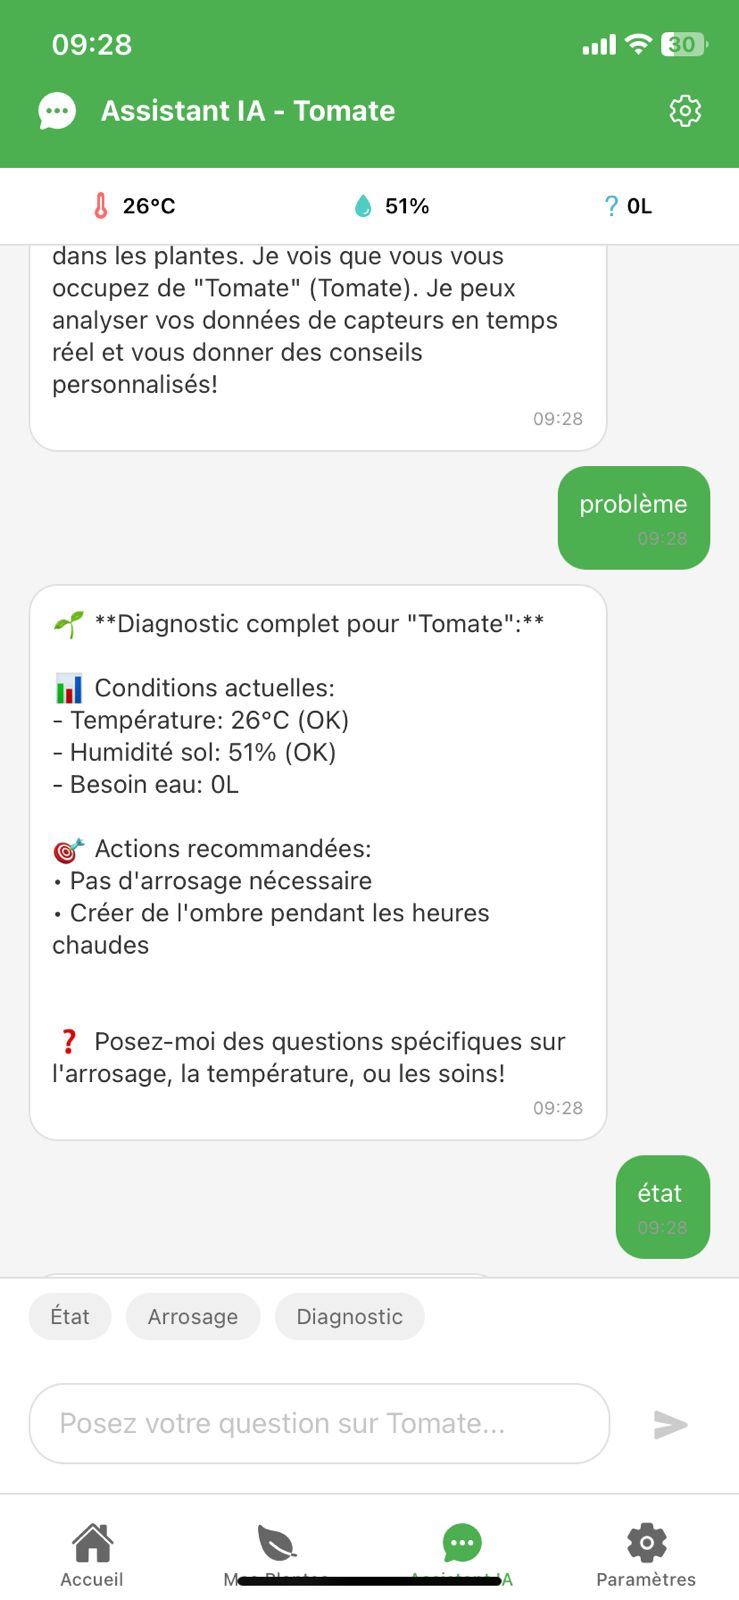 09:28
30
Assistant IA - Tomate
26°C
51%
? 0L
dans les plantes. Je vois que vous vous
occupez de "Tomate" (Tomate). Je peux
analyser vos données de capteurs en temps
réel et vous donner des conseils
personnalisés!
09:28
problème
09:28
🌱 **Diagnostic complet pour "Tomate":**
📊 Conditions actuelles:
- Température: 26°C (OK)
- Humidité sol: 51% (OK)
- Besoin eau: 0L
🎯 Actions recommandées:
• Pas d'arrosage nécessaire
• Créer de l'ombre pendant les heures
chaudes
❓ Posez-moi des questions spécifiques sur
l'arrosage, la température, ou les soins!
09:28
état
09:28
État
Arrosage
Diagnostic
Posez votre question sur Tomate...
Accueil
Mes Plantes
Assistant IA
Paramètres